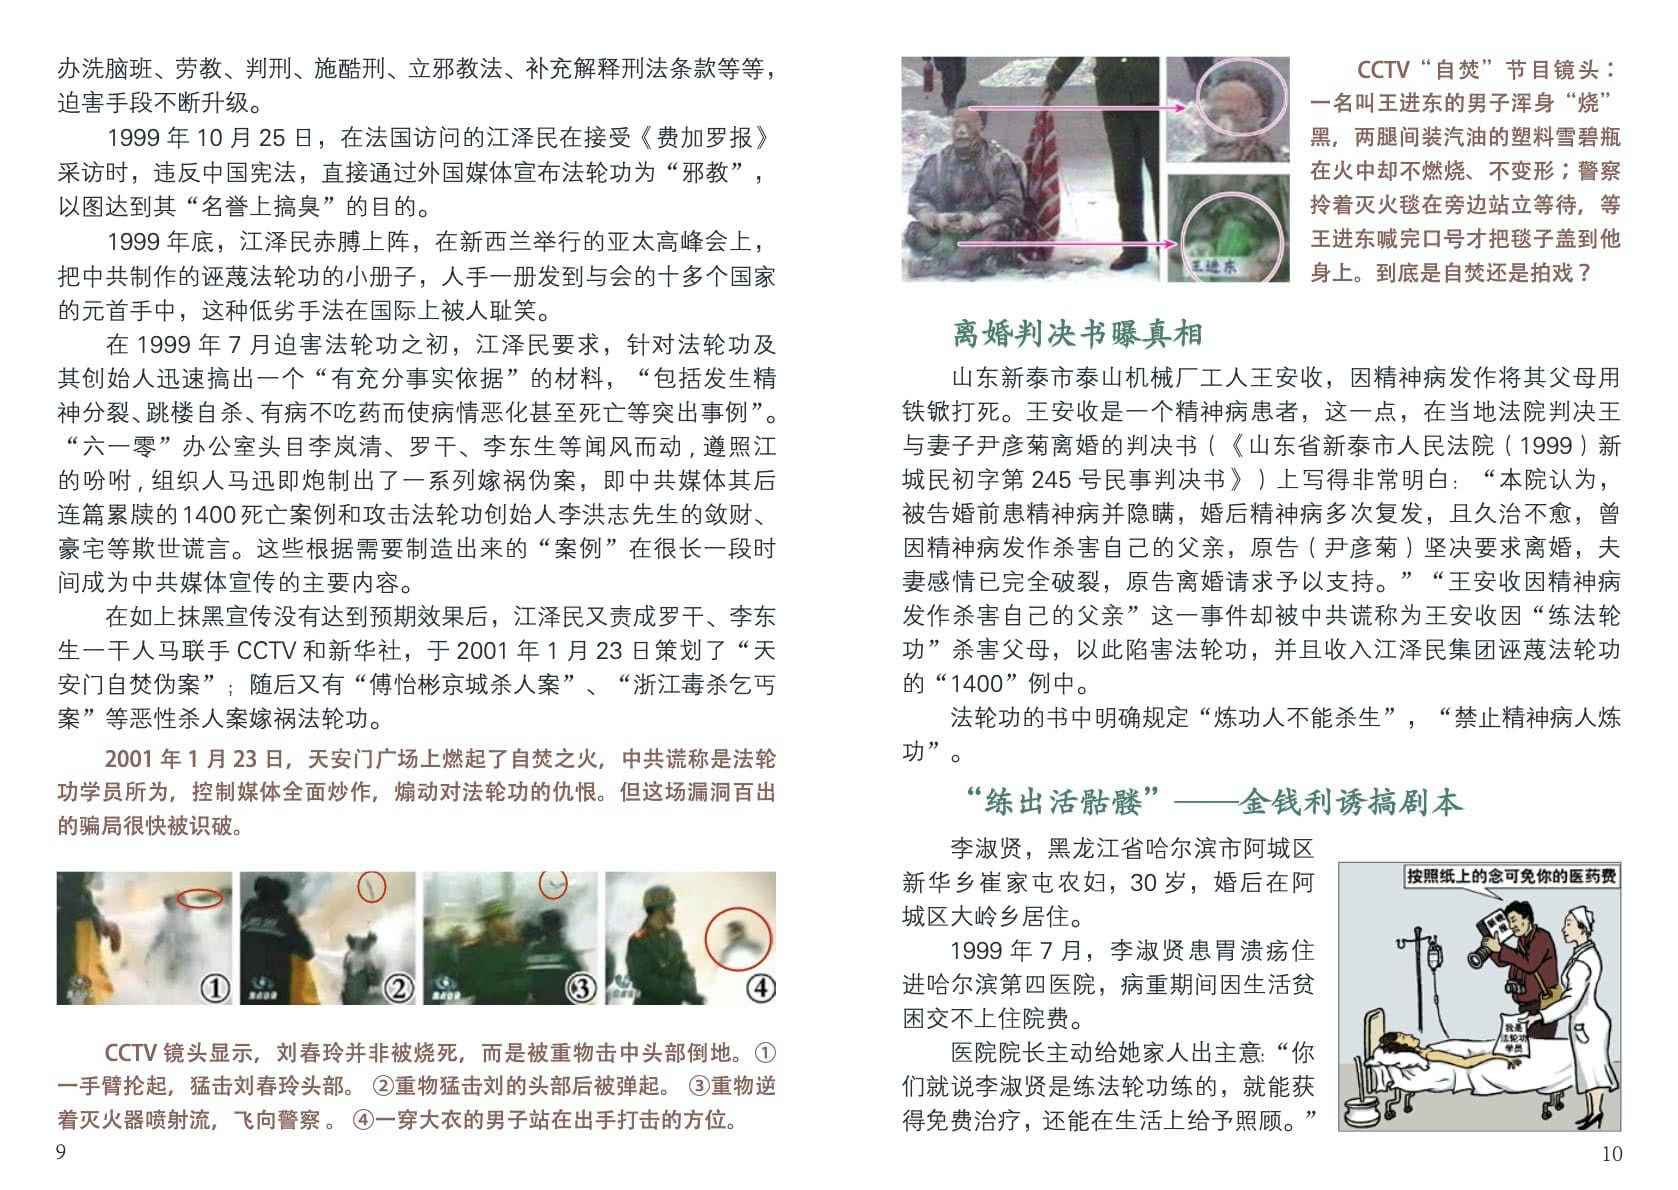 办洗脑班、劳教、判刑、施酷刑、立邪教法、补充解释刑法条款等等，
迫害手段不断升级。
1999 年 10 月 25 日，在法国访问的江泽民在接受《费加罗报》
采访时，违反中国宪法，直接通过外国媒体宣布法轮功为“邪教”，
以图达到其“名誉上搞臭”的目的。
1999 年底，江泽民赤膊上阵，在新西兰举行的亚太高峰会上，
把中共制作的诬蔑法轮功的小册子，人手一册发到与会的十多个国家
的元首手中，这种低劣手法在国际上被人耻笑。
在 1999 年 7 月迫害法轮功之初，江泽民要求，针对法轮功及
其创始人迅速搞出一个“有充分事实依据”的材料，“包括发生精
神分裂、跳楼自杀、有病不吃药而使病情恶化甚至死亡等突出事例”。
“六一零”办公室头目李岚清、罗干、李东生等闻风而动，遵照江
的吩咐，组织人马迅即炮制出了一系列嫁祸伪案，即中共媒体其后
连篇累牍的1400死亡案例和攻击法轮功创始人李洪志先生的敛财、
豪宅等欺世谎言。这些根据需要制造出来的“案例”在很长一段时
间成为中共媒体宣传的主要内容。
在如上抹黑宣传没有达到预期效果后，江泽民又责成罗干、李东
生一干人马联手 CCTV 和新华社，于 2001 年 1 月 23 日策划了“天
安门自焚伪案”；随后又有“傅怡彬京城杀人案”、“浙江毒杀乞丐
案”等恶性杀人案嫁祸法轮功。
2001 年 1 月 23 日，天安门广场上燃起了自焚之火，中共谎称是法轮
功学员所为，控制媒体全面炒作，煽动对法轮功的仇恨。但这场漏洞百出
的骗局很快被识破。
① ② ③ ④
CCTV 镜头显示，刘春玲并非被烧死，而是被重物击中头部倒地。①
一手臂抡起，猛击刘春玲头部。 ②重物猛击刘的头部后被弹起。 ③重物逆
着灭火器喷射流，飞向警察 。 ④一穿大衣的男子站在出手打击的方位。
9
王进东
CCTV“自焚”节目镜头：
一名叫王进东的男子浑身“烧”
黑，两腿间装汽油的塑料雪碧瓶
在火中却不燃烧、不变形；警察
拎着灭火毯在旁边站立等待，等
王进东喊完口号才把毯子盖到他
身上。到底是自焚还是拍戏？
离婚判决书曝真相
山东新泰市泰山机械厂工人王安收，因精神病发作将其父母用
铁锨打死。王安收是一个精神病患者，这一点，在当地法院判决王
与妻子尹彦菊离婚的判决书（《山东省新泰市人民法院（1999）新
城民初字第 245 号民事判决书》）上写得非常明白：“本院认为，
被告婚前患精神病并隐瞒，婚后精神病多次复发，且久治不愈，曾
因精神病发作杀害自己的父亲，原告（尹彦菊）坚决要求离婚，夫
妻感情已完全破裂，原告离婚请求予以支持。”“王安收因精神病
发作杀害自己的父亲”这一事件却被中共谎称为王安收因“练法轮
功”杀害父母，以此陷害法轮功，并且收入江泽民集团诬蔑法轮功
的“1400”例中。
法轮功的书中明确规定“炼功人不能杀生”，“禁止精神病人炼
功”。
“练出活骷髅”——金钱利诱搞剧本
李淑贤，黑龙江省哈尔滨市阿城区
新华乡崔家屯农妇，30 岁，婚后在阿
城区大岭乡居住。
1999 年 7 月，李淑贤患胃溃疡住
进哈尔滨第四医院，病重期间因生活贫
困交不上住院费。
医院院长主动给她家人出主意：“你
们就说李淑贤是练法轮功练的，就能获
得免费治疗，还能在生活上给予照顾。”
按照纸上的念可免你的医药费
我是
法轮功
学员
10